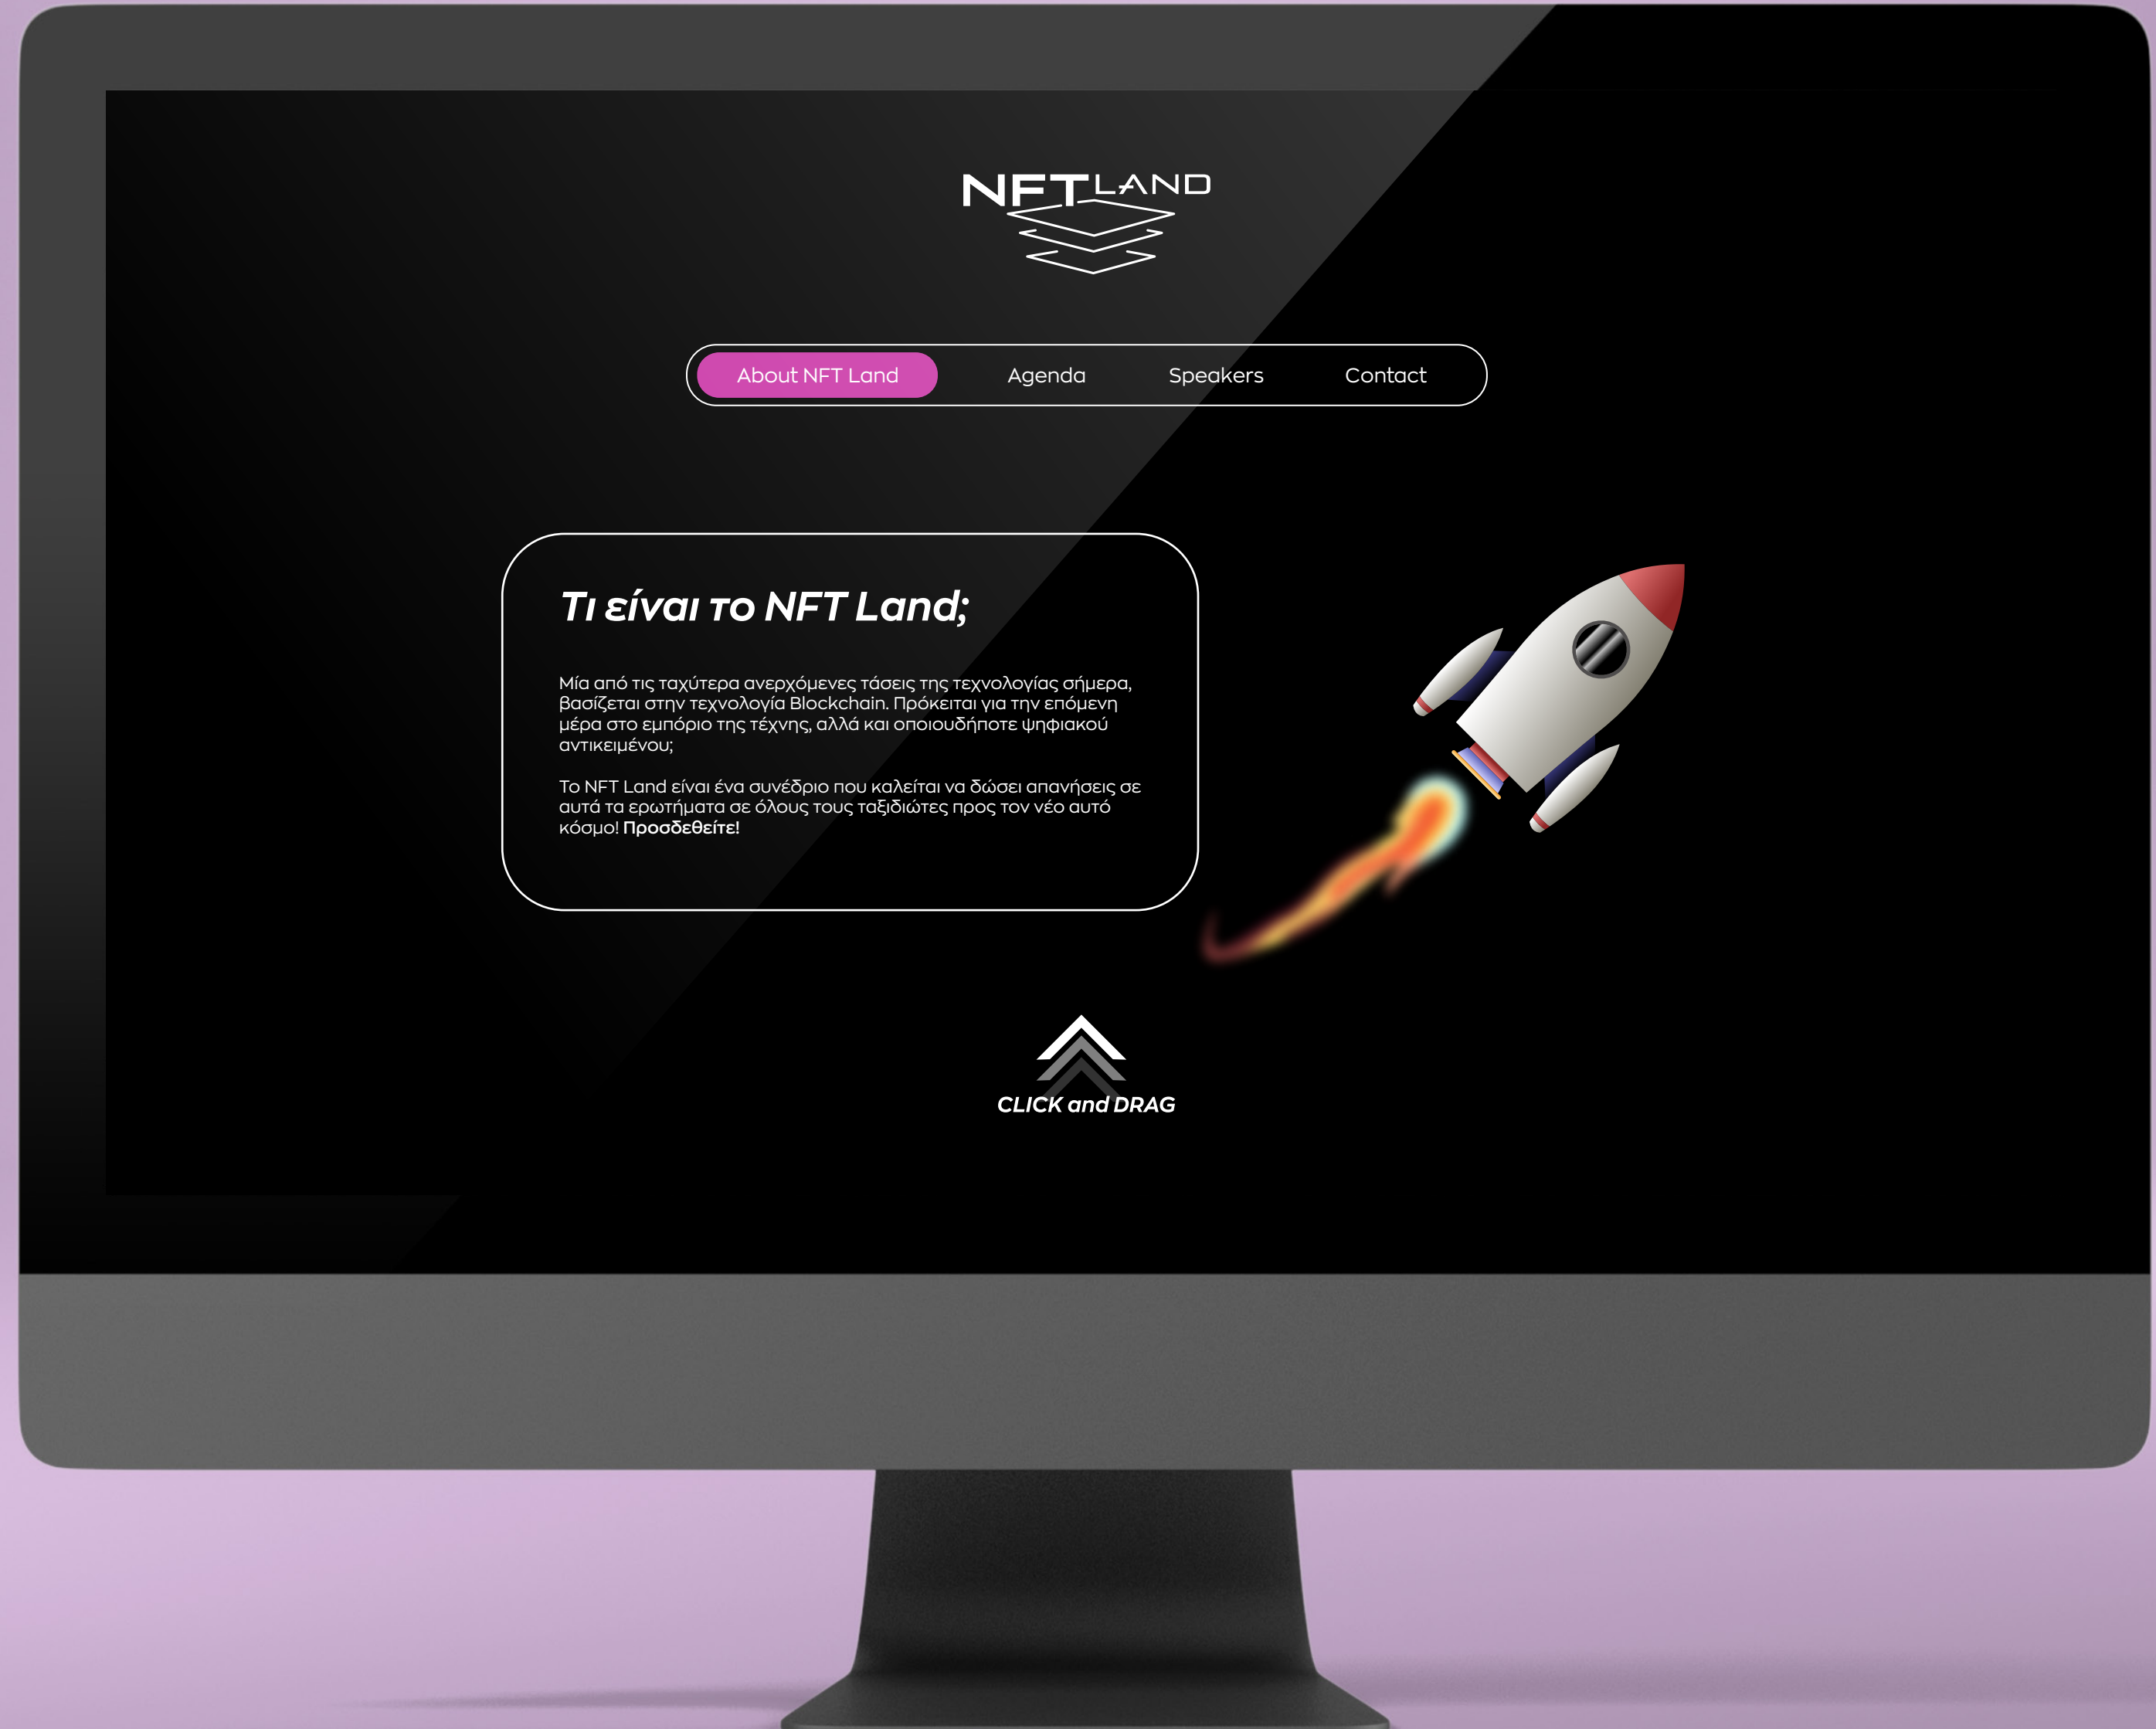 NFT LAND
About NFT Land Agenda Speakers Contact
Τι είναι το NFT Land;
Μία από τις ταχύτερα ανερχόμενες τάσεις της τεχνολογίας σήμερα,
βασίζεται στην τεχνολογία Blockchain. Πρόκειται για την επόμενη
μέρα στο εμπόριο της τέχνης, αλλά και οποιουδήποτε ψηφιακού
αντικειμένου;
Το NFT Land είναι ένα συνέδριο που καλείται να δώσει απανήσεις σε
αυτά τα ερωτήματα σε όλους τους ταξιδιώτες προς τον νέο αυτό
κόσμο! Προσδεθείτε!
CLICK and DRAG